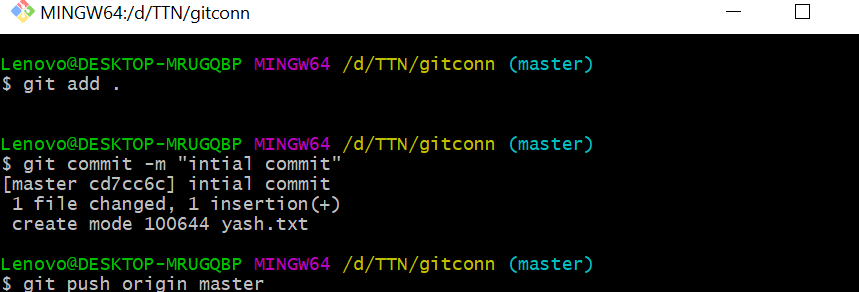 MINGW64:/d/TTN/gitconn
Lenovo@DESKTOP-MRUGQBP MINGW64 /d/TTN/gitconn (master)
$ git add .
Lenovo@DESKTOP-MRUGQBP MINGW64 /d/TTN/gitconn (master)
$ git commit -m "intial commit"
[master cd7cc6c] intial commit
 1 file changed, 1 insertion(+)
 create mode 100644 yash.txt
Lenovo@DESKTOP-MRUGQBP MINGW64 /d/TTN/gitconn (master)
$ git push origin master